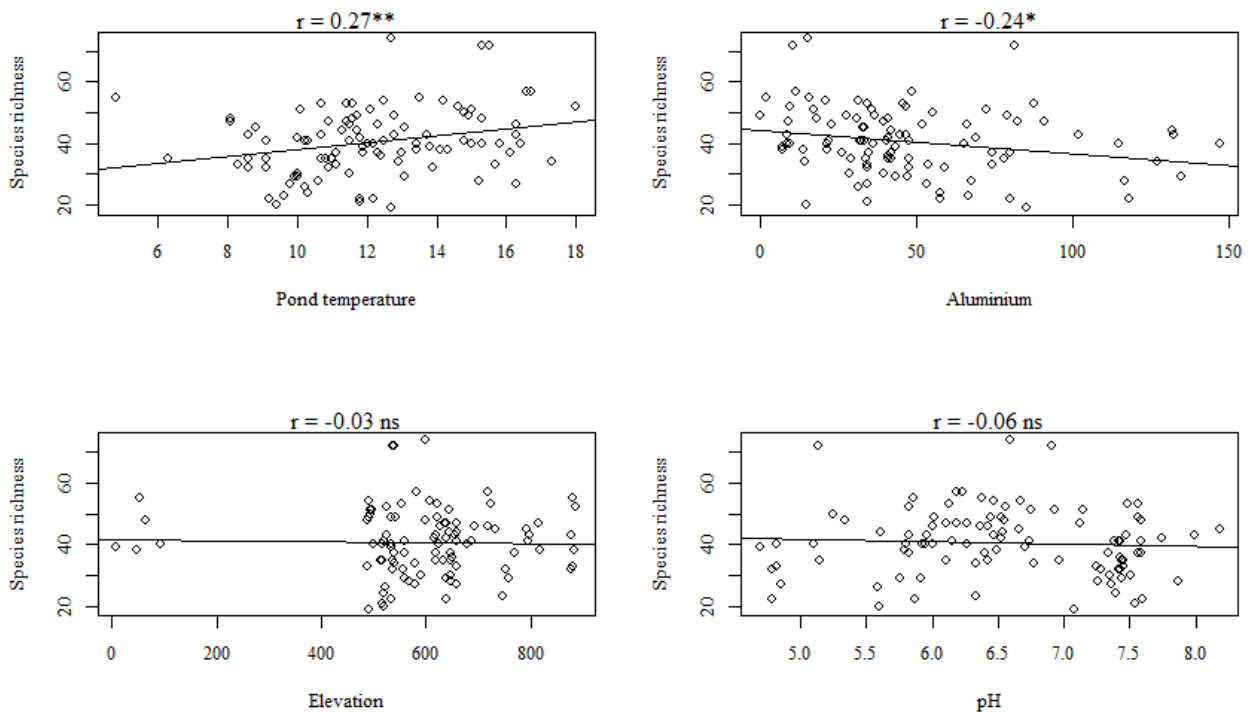 r = 0.27**
Species richness
20 40 60
6 8 10 12 14 16 18
Pond temperature
r = -0.24*
Species richness
20 40 60
0 50 100 150
Aluminium
r = -0.03 ns
Species richness
20 40 60
0 200 400 600 800
Elevation
r = -0.06 ns
Species richness
20 40 60
5.0 5.5 6.0 6.5 7.0 7.5 8.0
pH